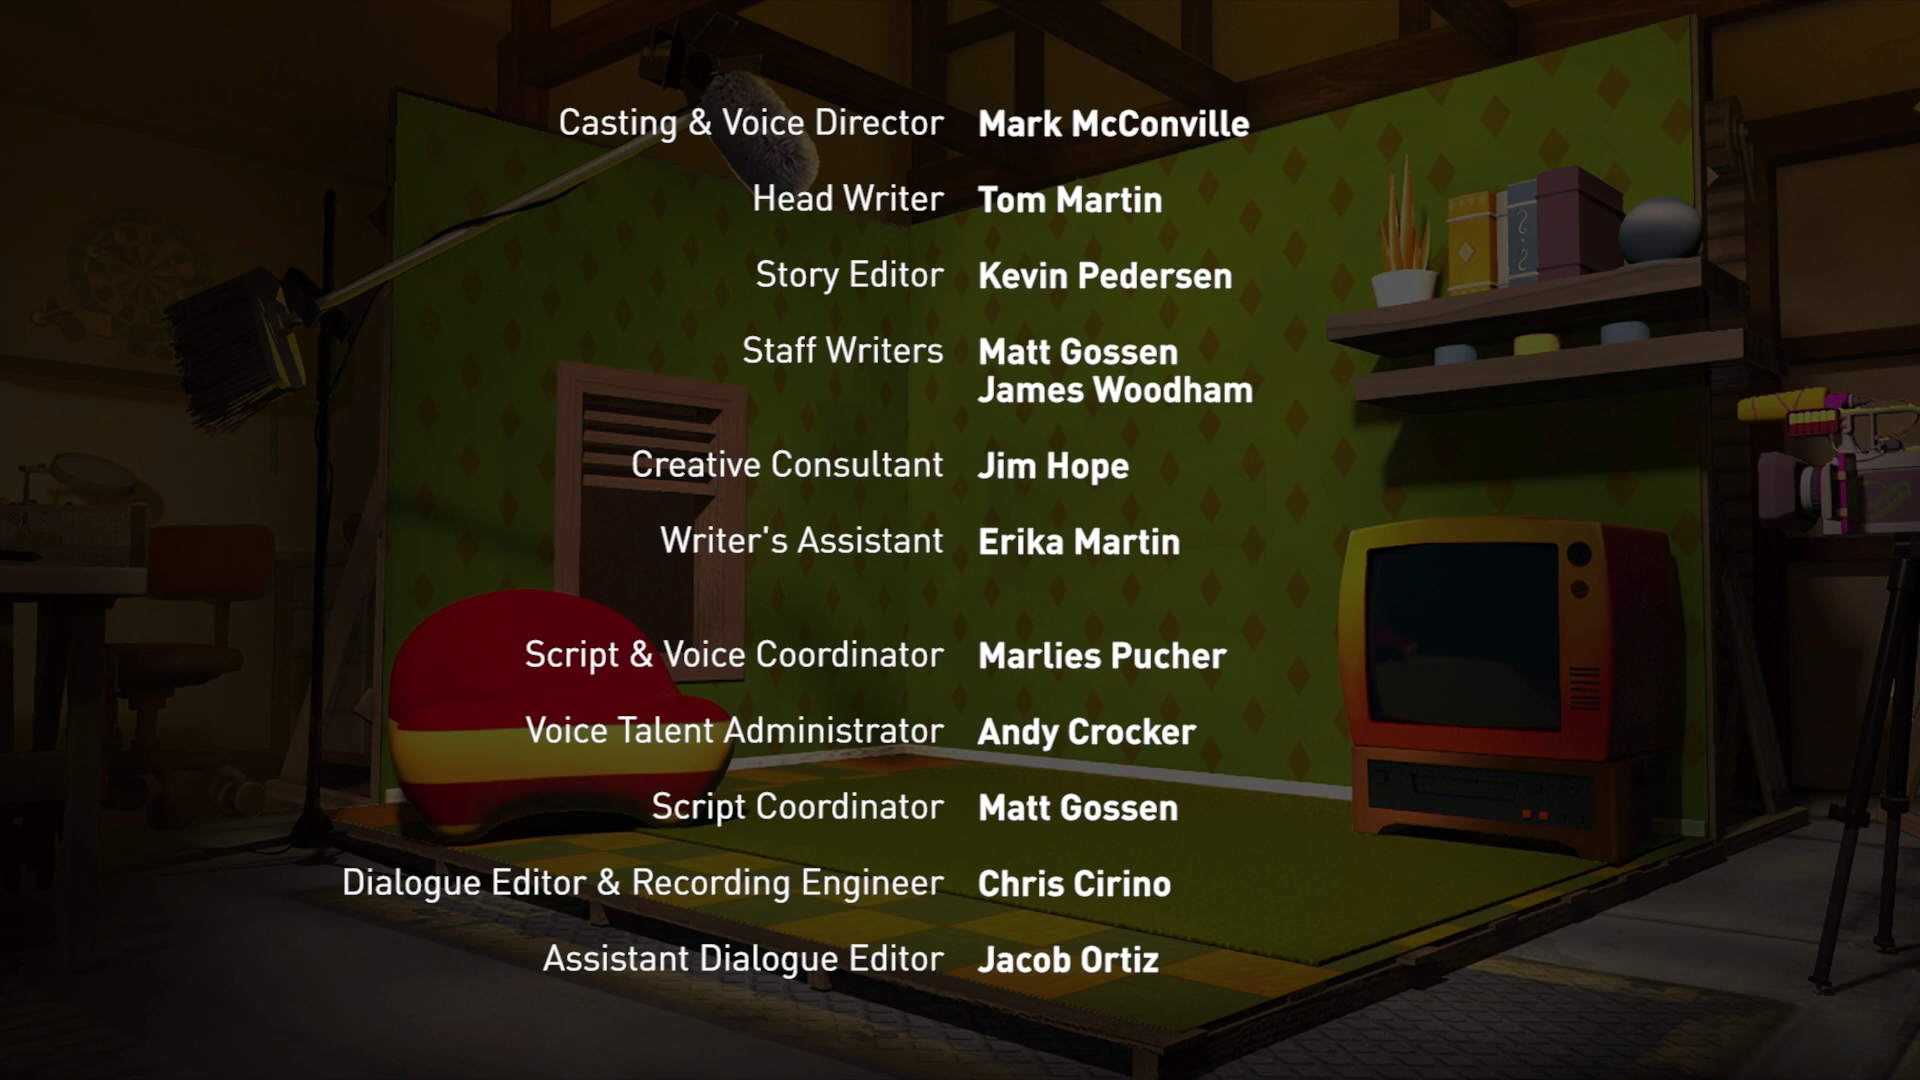 Casting & Voice Director Mark McConville
Head Writer Tom Martin
Story Editor Kevin Pedersen
Staff Writers Matt Gossen
James Woodham
Creative Consultant Jim Hope
Writer's Assistant Erika Martin
Script & Voice Coordinator Marlies Pucher
Voice Talent Administrator Andy Crocker
Script Coordinator Matt Gossen
Dialogue Editor & Recording Engineer Chris Cirino
Assistant Dialogue Editor Jacob Ortiz